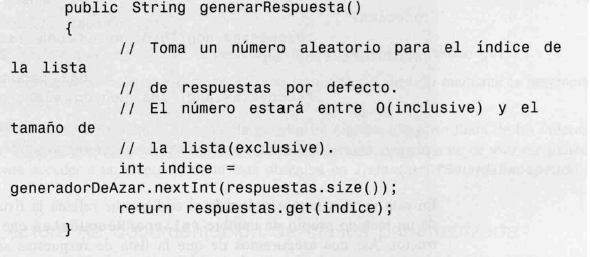 public String generarRespuesta()
{
// Toma un número aleatorio para el índice de
la lista
// de respuestas por defecto.
// El número estará entre 0(inclusive) y el
tamaño de
// la lista(exclusive).
int indice =
generadorDeAzar.nextInt(respuestas.size());
return respuestas.get(indice);
}